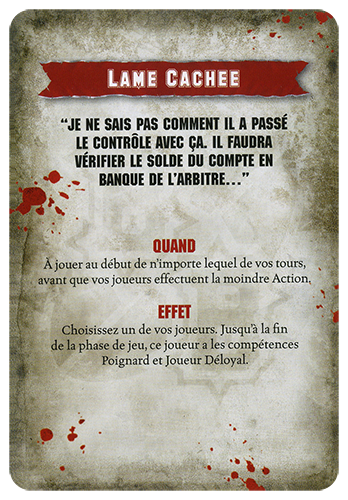 LAME CACHEE
“JE NE SAIS PAS COMMENT IL A PASSÉ
LE CONTRÔLE AVEC ÇA. IL FAUDRA
VÉRIFIER LE SOLDE DU COMPTE EN
BANQUE DE L’ARBITRE…”
QUAND
À jouer au début de n’importe lequel de vos tours,
avant que vos joueurs effectuent la moindre Action,
EFFET
Choisissez un de vos joueurs. Jusqu’à la fin
de la phase de jeu, ce joueur a les compétences
Poignard et Joueur Déloyal.